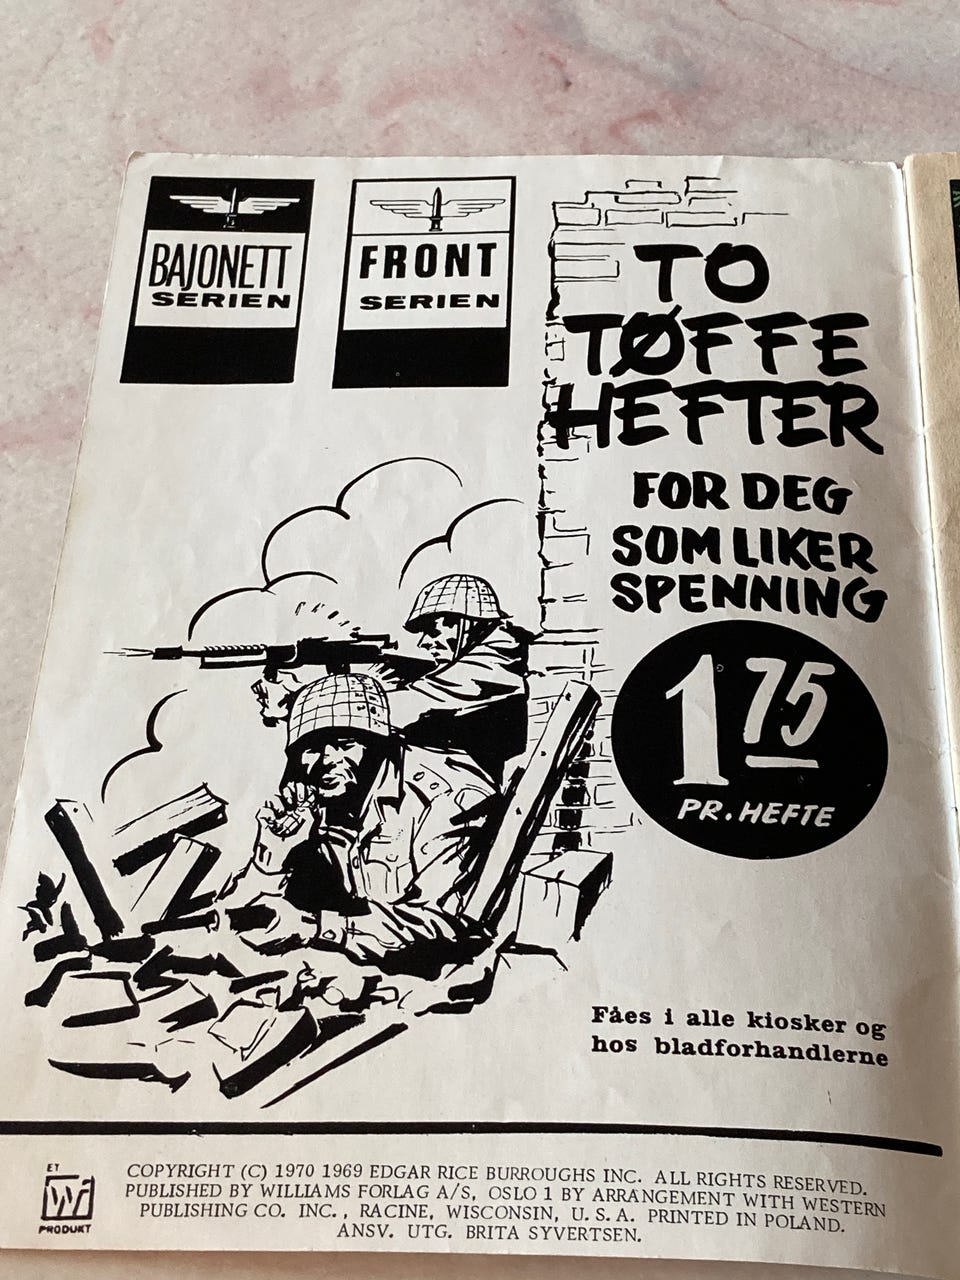 BAJONETT
SERIEN
FRONT
SERIEN
TO
TØFFE
HEFTER
FOR DEG
SOM LIKER
SPENNING
1 75
PR. HEFTE
Fåes i alle kiosker og
hos bladforhandlerne
ET
Wi
PRODUKT
COPYRIGHT (C) 1970 1969 EDGAR RICE BURROUGHS INC. ALL RIGHTS RESERVED.
PUBLISHED BY WILLIAMS FORLAG A/S, OSLO 1 BY ARRANGEMENT WITH WESTERN
PUBLISHING CO. INC., RACINE, WISCONSIN, U. S. A. PRINTED IN POLAND.
ANSV. UTG. BRITA SYVERTSEN.